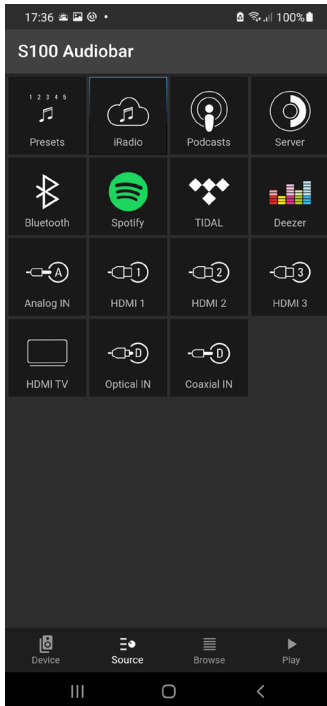 17:36
100%
S100 Audiobar
1 2 3 4 5
Presets
iRadio
Podcasts
Server
Bluetooth
Spotify
TIDAL
Deezer
A
1
2
3
Analog IN
HDMI 1
HDMI 2
HDMI 3
D
D
HDMI TV
Optical IN
Coaxial IN
Device
Source
Browse
Play